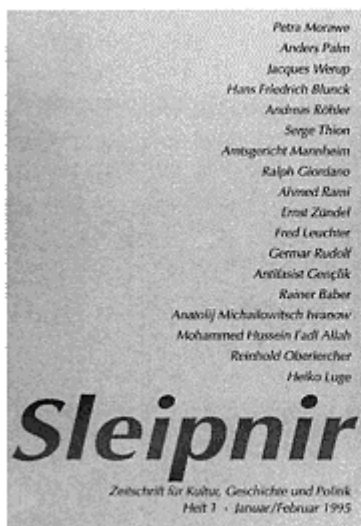 Petra Morawe
Anders Palm
Jacques Werup
Hans Friedrich Blunck
Andreas Röhler
Serge Thion
Amtsgericht Mannheim
Ralph Giordano
Ahmed Rami
Ernst Zündel
Fred Leuchter
Germar Rudolf
Antifasist Gençlik
Rainer Baber
Anatolij Michailowitsch Iwanow
Mohammed Hussein Fadl Allah
Reinhold Oberlercher
Heiko Luge
Sleipnir
Zeitschrift für Kultur, Geschichte und Politik
Heft 1 · Januar/Februar 1995